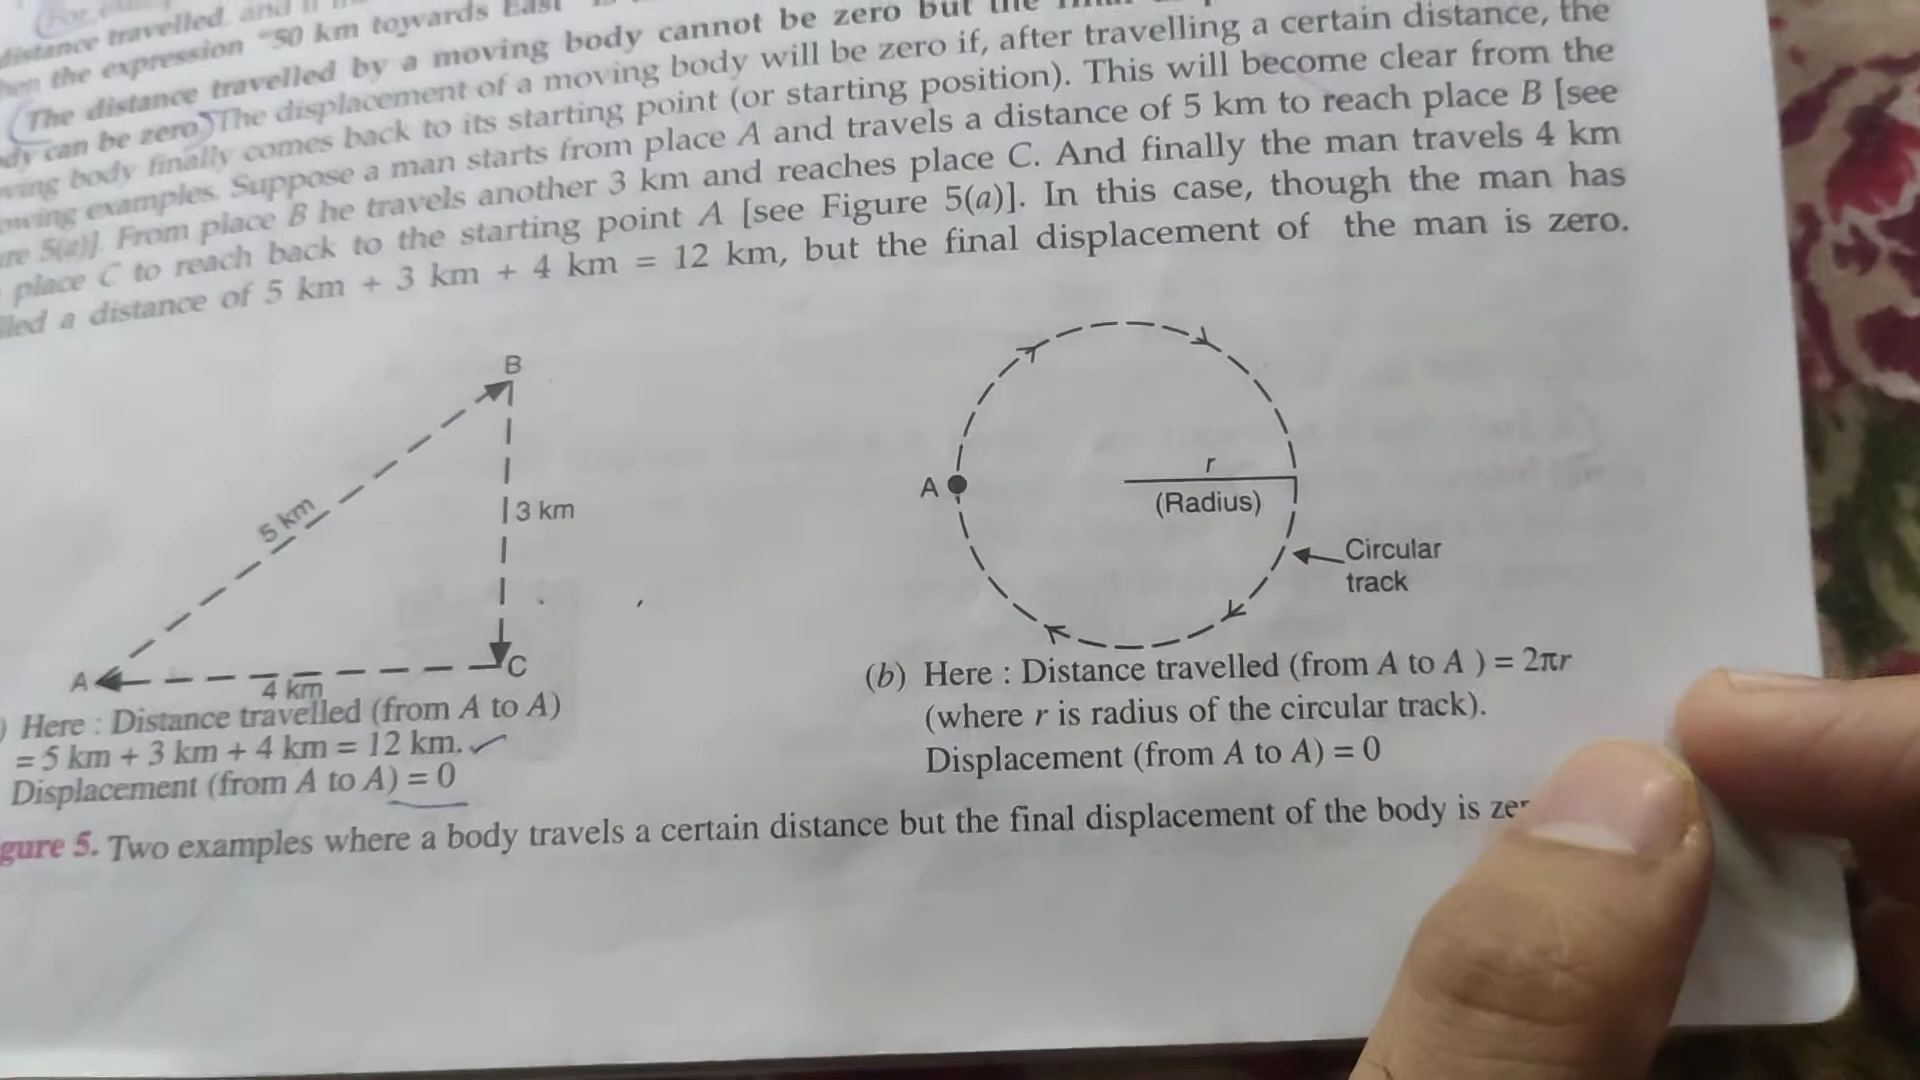 distance travelled, and
the expression "50 km towards East
(The distance travelled by a moving body cannot be zero but the
dy can be zero) The displacement of a moving body will be zero if, after travelling a certain distance, the
ving body finally comes back to its starting point (or starting position). This will become clear from the
owing examples. Suppose a man starts from place A and travels a distance of 5 km to reach place B [see
re 5(a)]. From place B he travels another 3 km and reaches place C. And finally the man travels 4 km
place C to reach back to the starting point A [see Figure 5(a)]. In this case, though the man has
lled a distance of 5 km + 3 km + 4 km = 12 km, but the final displacement of the man is zero.
B
5 km
3 km
A
4 km
C
) Here : Distance travelled (from A to A)
= 5 km + 3 km + 4 km = 12 km.
Displacement (from A to A) = 0
A
r
(Radius)
Circular
track
(b) Here : Distance travelled (from A to A ) = 2πr
(where r is radius of the circular track).
Displacement (from A to A) = 0
gure 5. Two examples where a body travels a certain distance but the final displacement of the body is zer